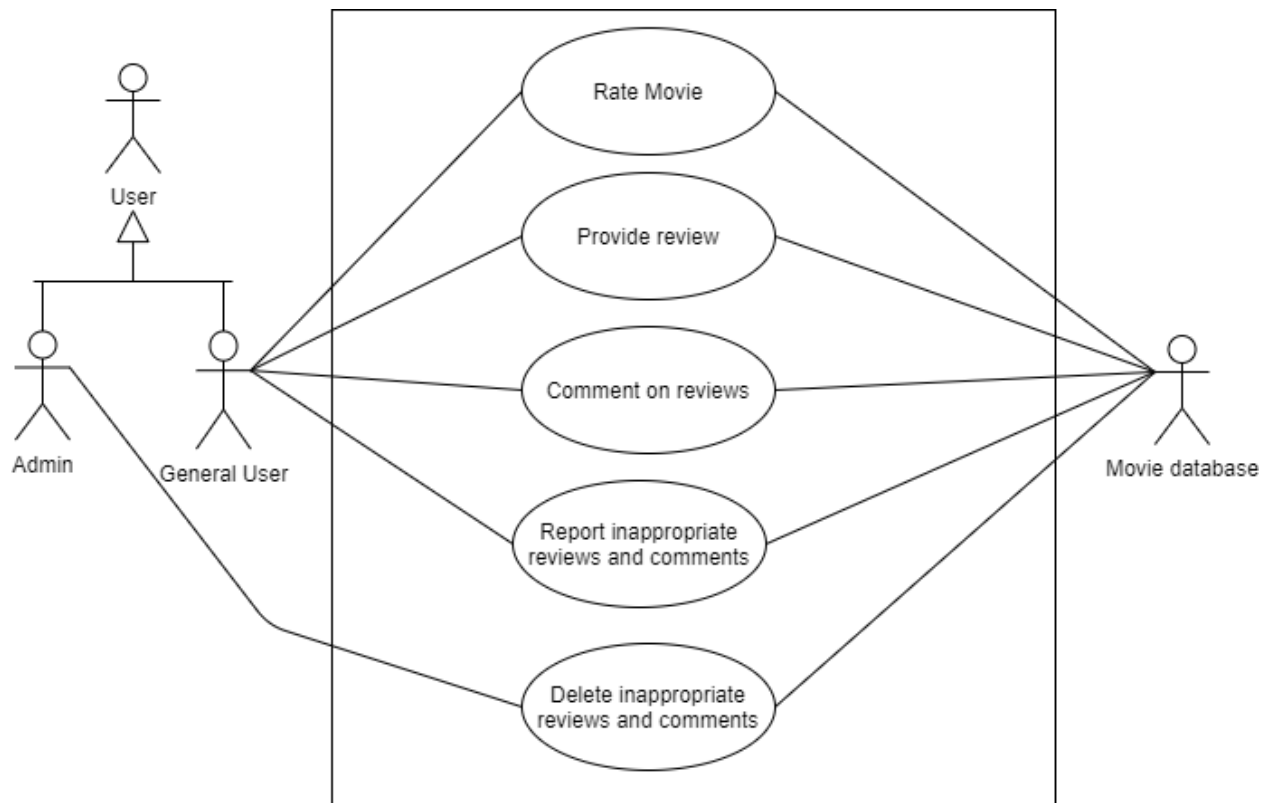 Rate Movie
User
Provide review
Comment on reviews
Admin
General User
Movie database
Report inappropriate
reviews and comments
Delete inappropriate
reviews and comments